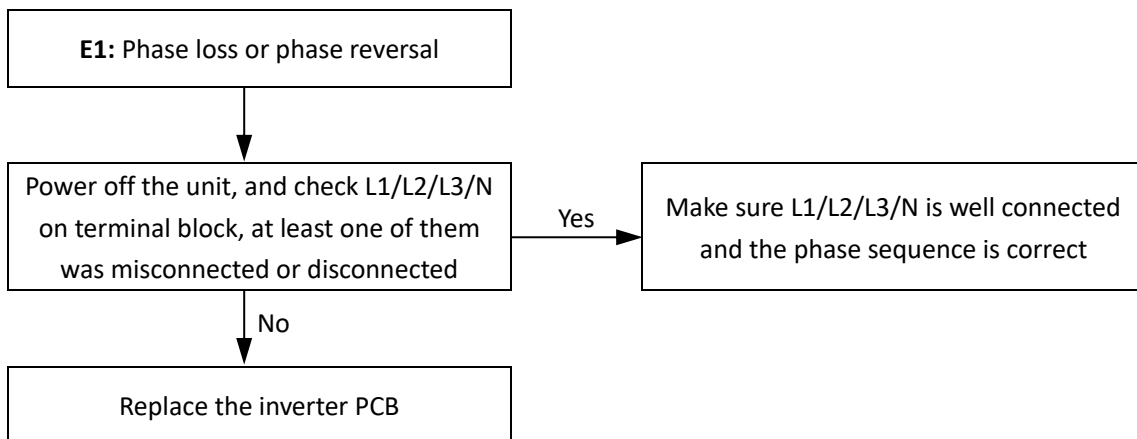 E1: Phase loss or phase reversal
Power off the unit, and check L1/L2/L3/N
on terminal block, at least one of them
was misconnected or disconnected
Yes
Make sure L1/L2/L3/N is well connected
and the phase sequence is correct
No
Replace the inverter PCB